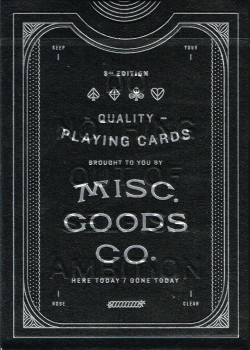 KEEP YOUR
3RD EDITION
QUALITY –
PLAYING CARDS
BROUGHT TO YOU BY
MISC.
GOODS
CO.
HERE TODAY / GONE TODAY
NOSE CLEAN